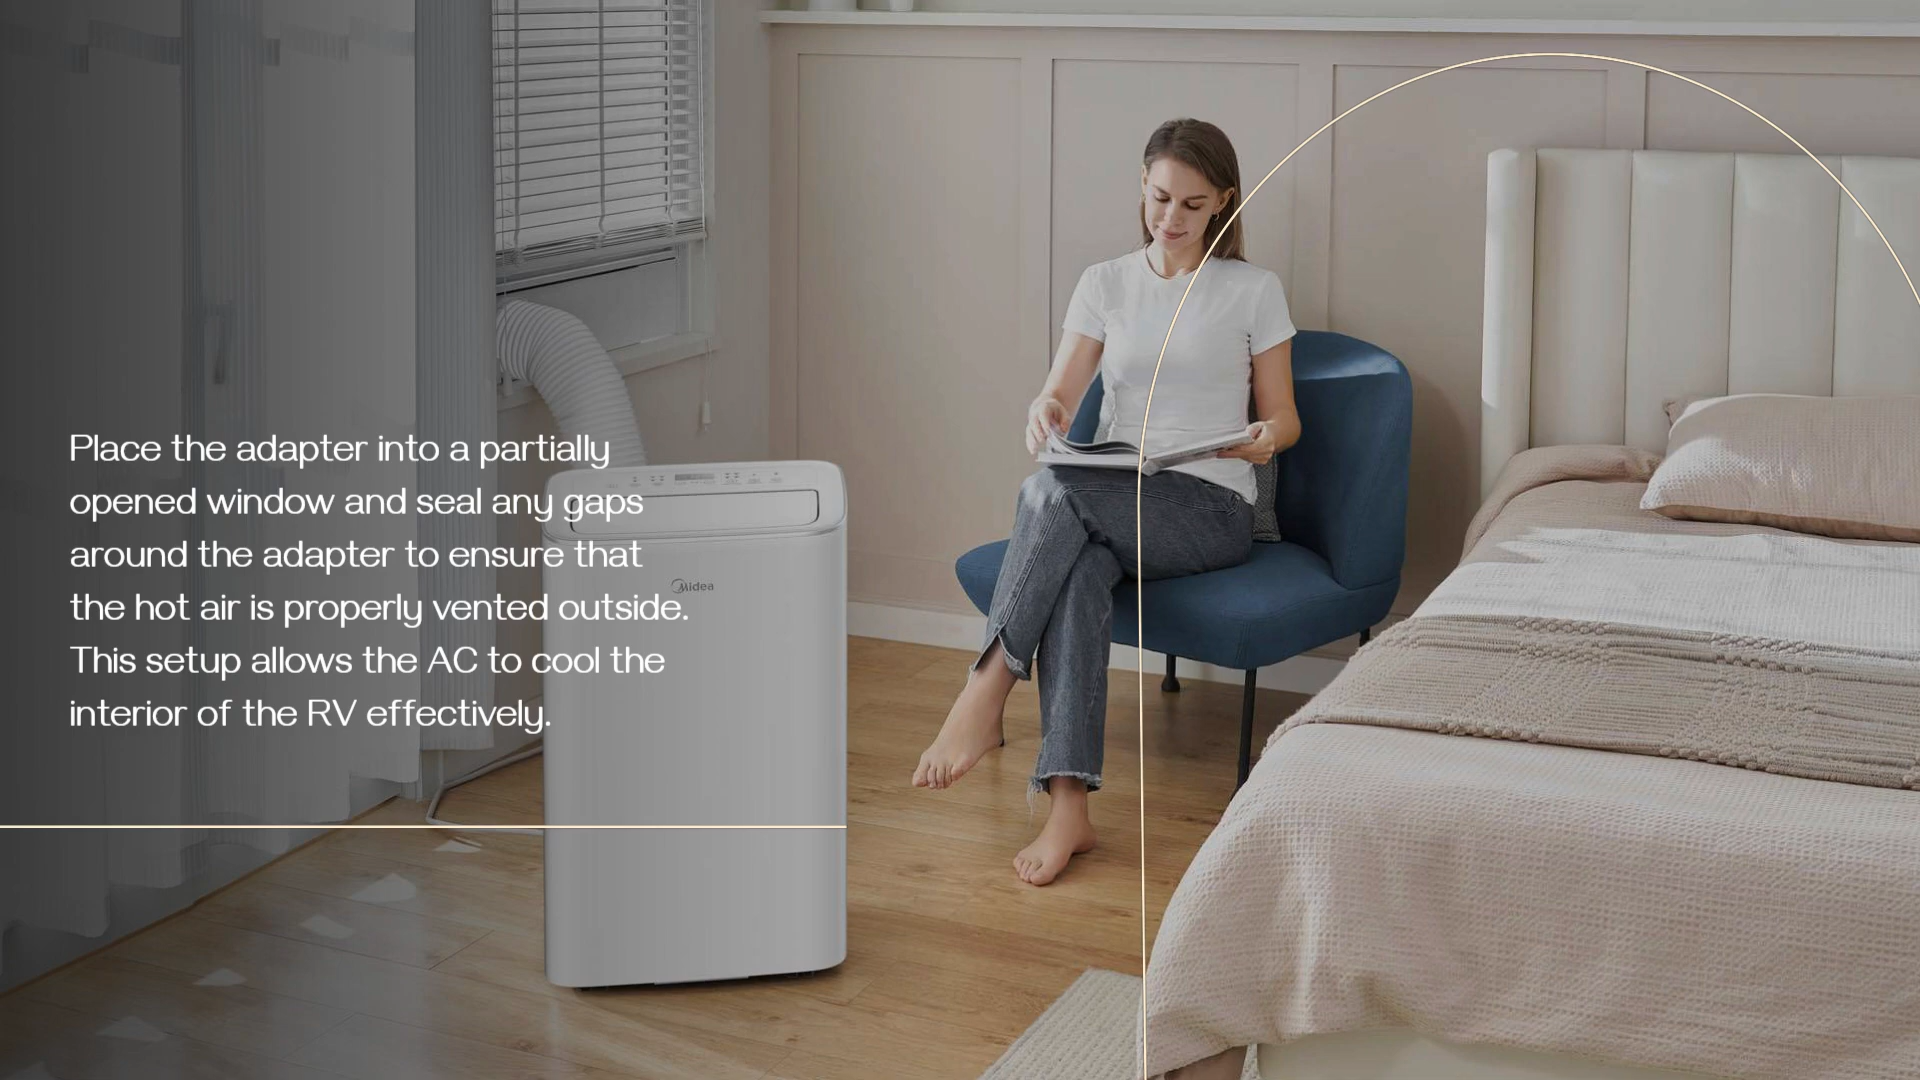 Place the adapter into a partially
opened window and seal any gaps
around the adapter to ensure that
the hot air is properly vented outside.
This setup allows the AC to cool the
interior of the RV effectively.
Midea